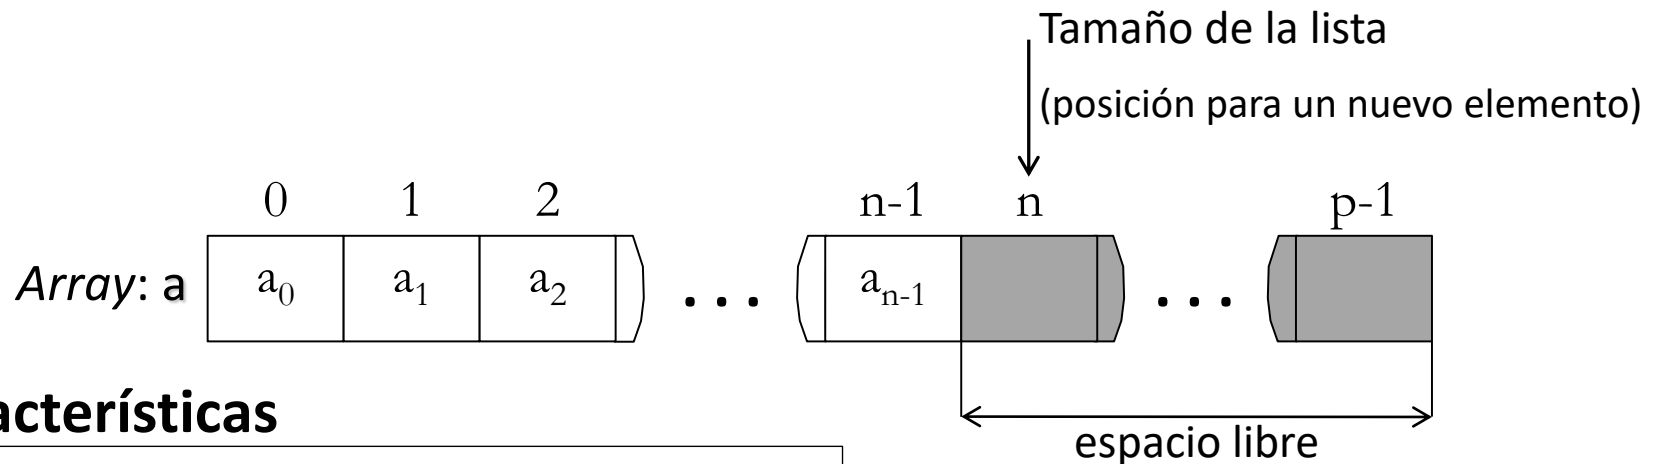 Tamaño de la lista
(posición para un nuevo elemento)
0 1 2 n-1 n p-1
Array: a a₀ a₁ a₂ ... aₙ₋₁ ...
acterísticas
espacio libre